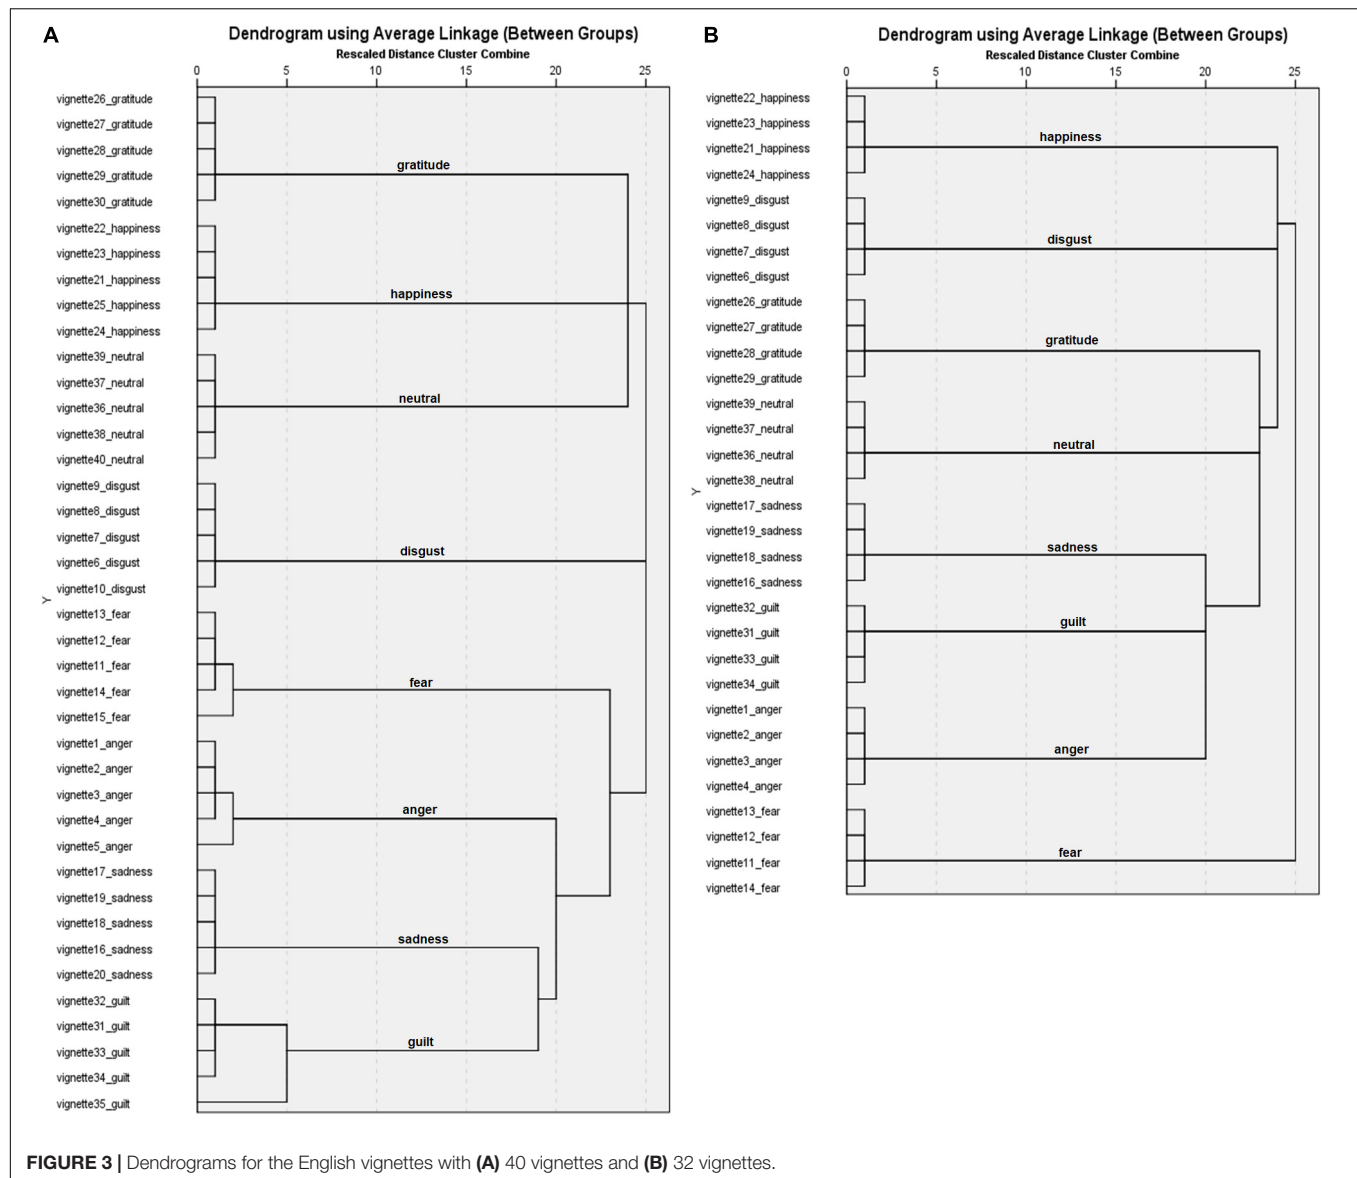 A
Dendrogram using Average Linkage (Between Groups)
Rescaled Distance Cluster Combine
0 5 10 15 20 25
vignette26_gratitude
vignette27_gratitude
vignette28_gratitude
gratitude
vignette29_gratitude
vignette30_gratitude
vignette22_happiness
vignette23_happiness
vignette21_happiness
happiness
vignette25_happiness
vignette24_happiness
vignette39_neutral
vignette37_neutral
neutral
vignette36_neutral
vignette38_neutral
vignette40_neutral
vignette9_disgust
vignette8_disgust
vignette7_disgust
disgust
vignette6_disgust
vignette10_disgust
Y
vignette13_fear
vignette12_fear
vignette11_fear
fear
vignette14_fear
vignette15_fear
vignette1_anger
vignette2_anger
vignette3_anger
anger
vignette4_anger
vignette5_anger
vignette17_sadness
vignette19_sadness
vignette18_sadness
sadness
vignette16_sadness
vignette20_sadness
vignette32_guilt
vignette31_guilt
guilt
vignette33_guilt
vignette34_guilt
vignette35_guilt
B
Dendrogram using Average Linkage (Between Groups)
Rescaled Distance Cluster Combine
0 5 10 15 20 25
vignette22_happiness
vignette23_happiness
happiness
vignette21_happiness
vignette24_happiness
vignette9_disgust
vignette8_disgust
disgust
vignette7_disgust
vignette6_disgust
vignette26_gratitude
vignette27_gratitude
gratitude
vignette28_gratitude
vignette29_gratitude
vignette39_neutral
vignette37_neutral
neutral
vignette36_neutral
vignette38_neutral
Y
vignette17_sadness
vignette19_sadness
sadness
vignette18_sadness
vignette16_sadness
vignette32_guilt
guilt
vignette31_guilt
vignette33_guilt
vignette34_guilt
vignette1_anger
vignette2_anger
anger
vignette3_anger
vignette4_anger
vignette13_fear
vignette12_fear
fear
vignette11_fear
vignette14_fear
FIGURE 3 | Dendrograms for the English vignettes with (A) 40 vignettes and (B) 32 vignettes.